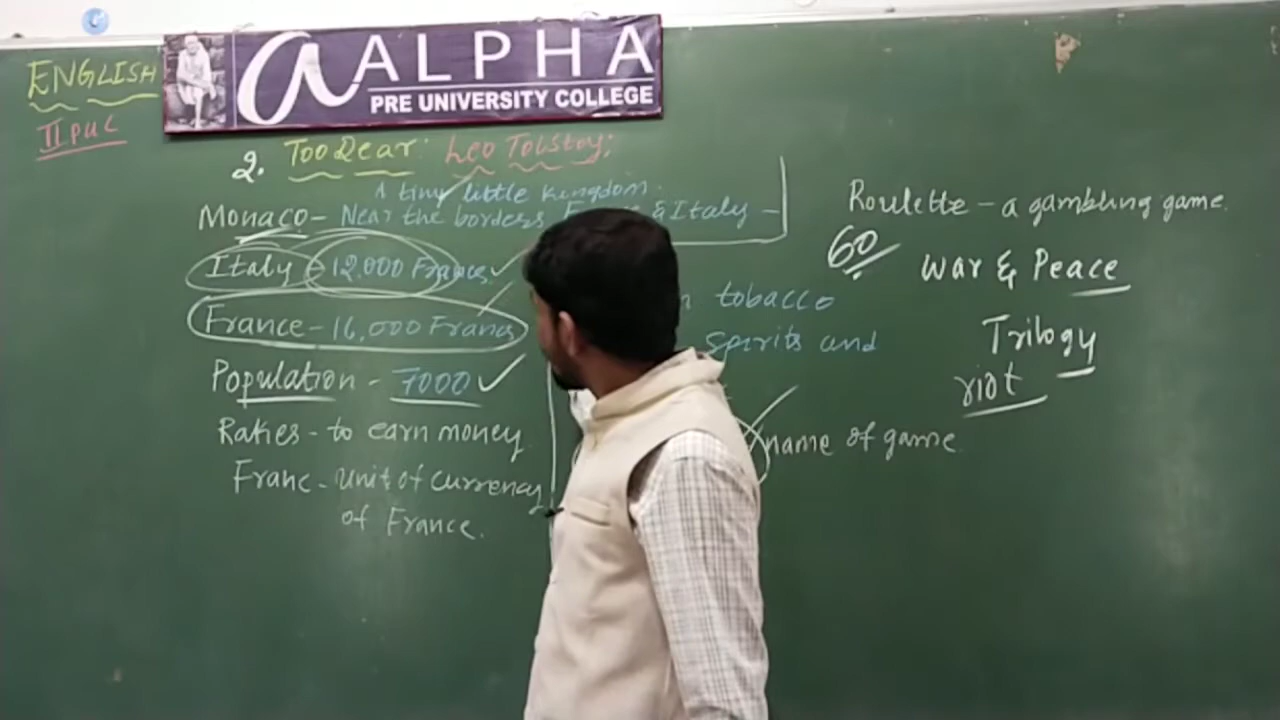 ENGLISH
II PUC
a ALPHA
PRE UNIVERSITY COLLEGE
2. Too Dear: Leo Tolstoy;
A tiny little kingdom.
Monaco - Near the borders & Italy -
Italy - 12,000 Francs
France - 16,000 Francs
Population - 7000
Rakes - to earn money
Franc - Unit of currency
of France.
tobacco
spirits and
name of game
Roulette - a gambling game.
60
War & Peace
Trilogy
riot